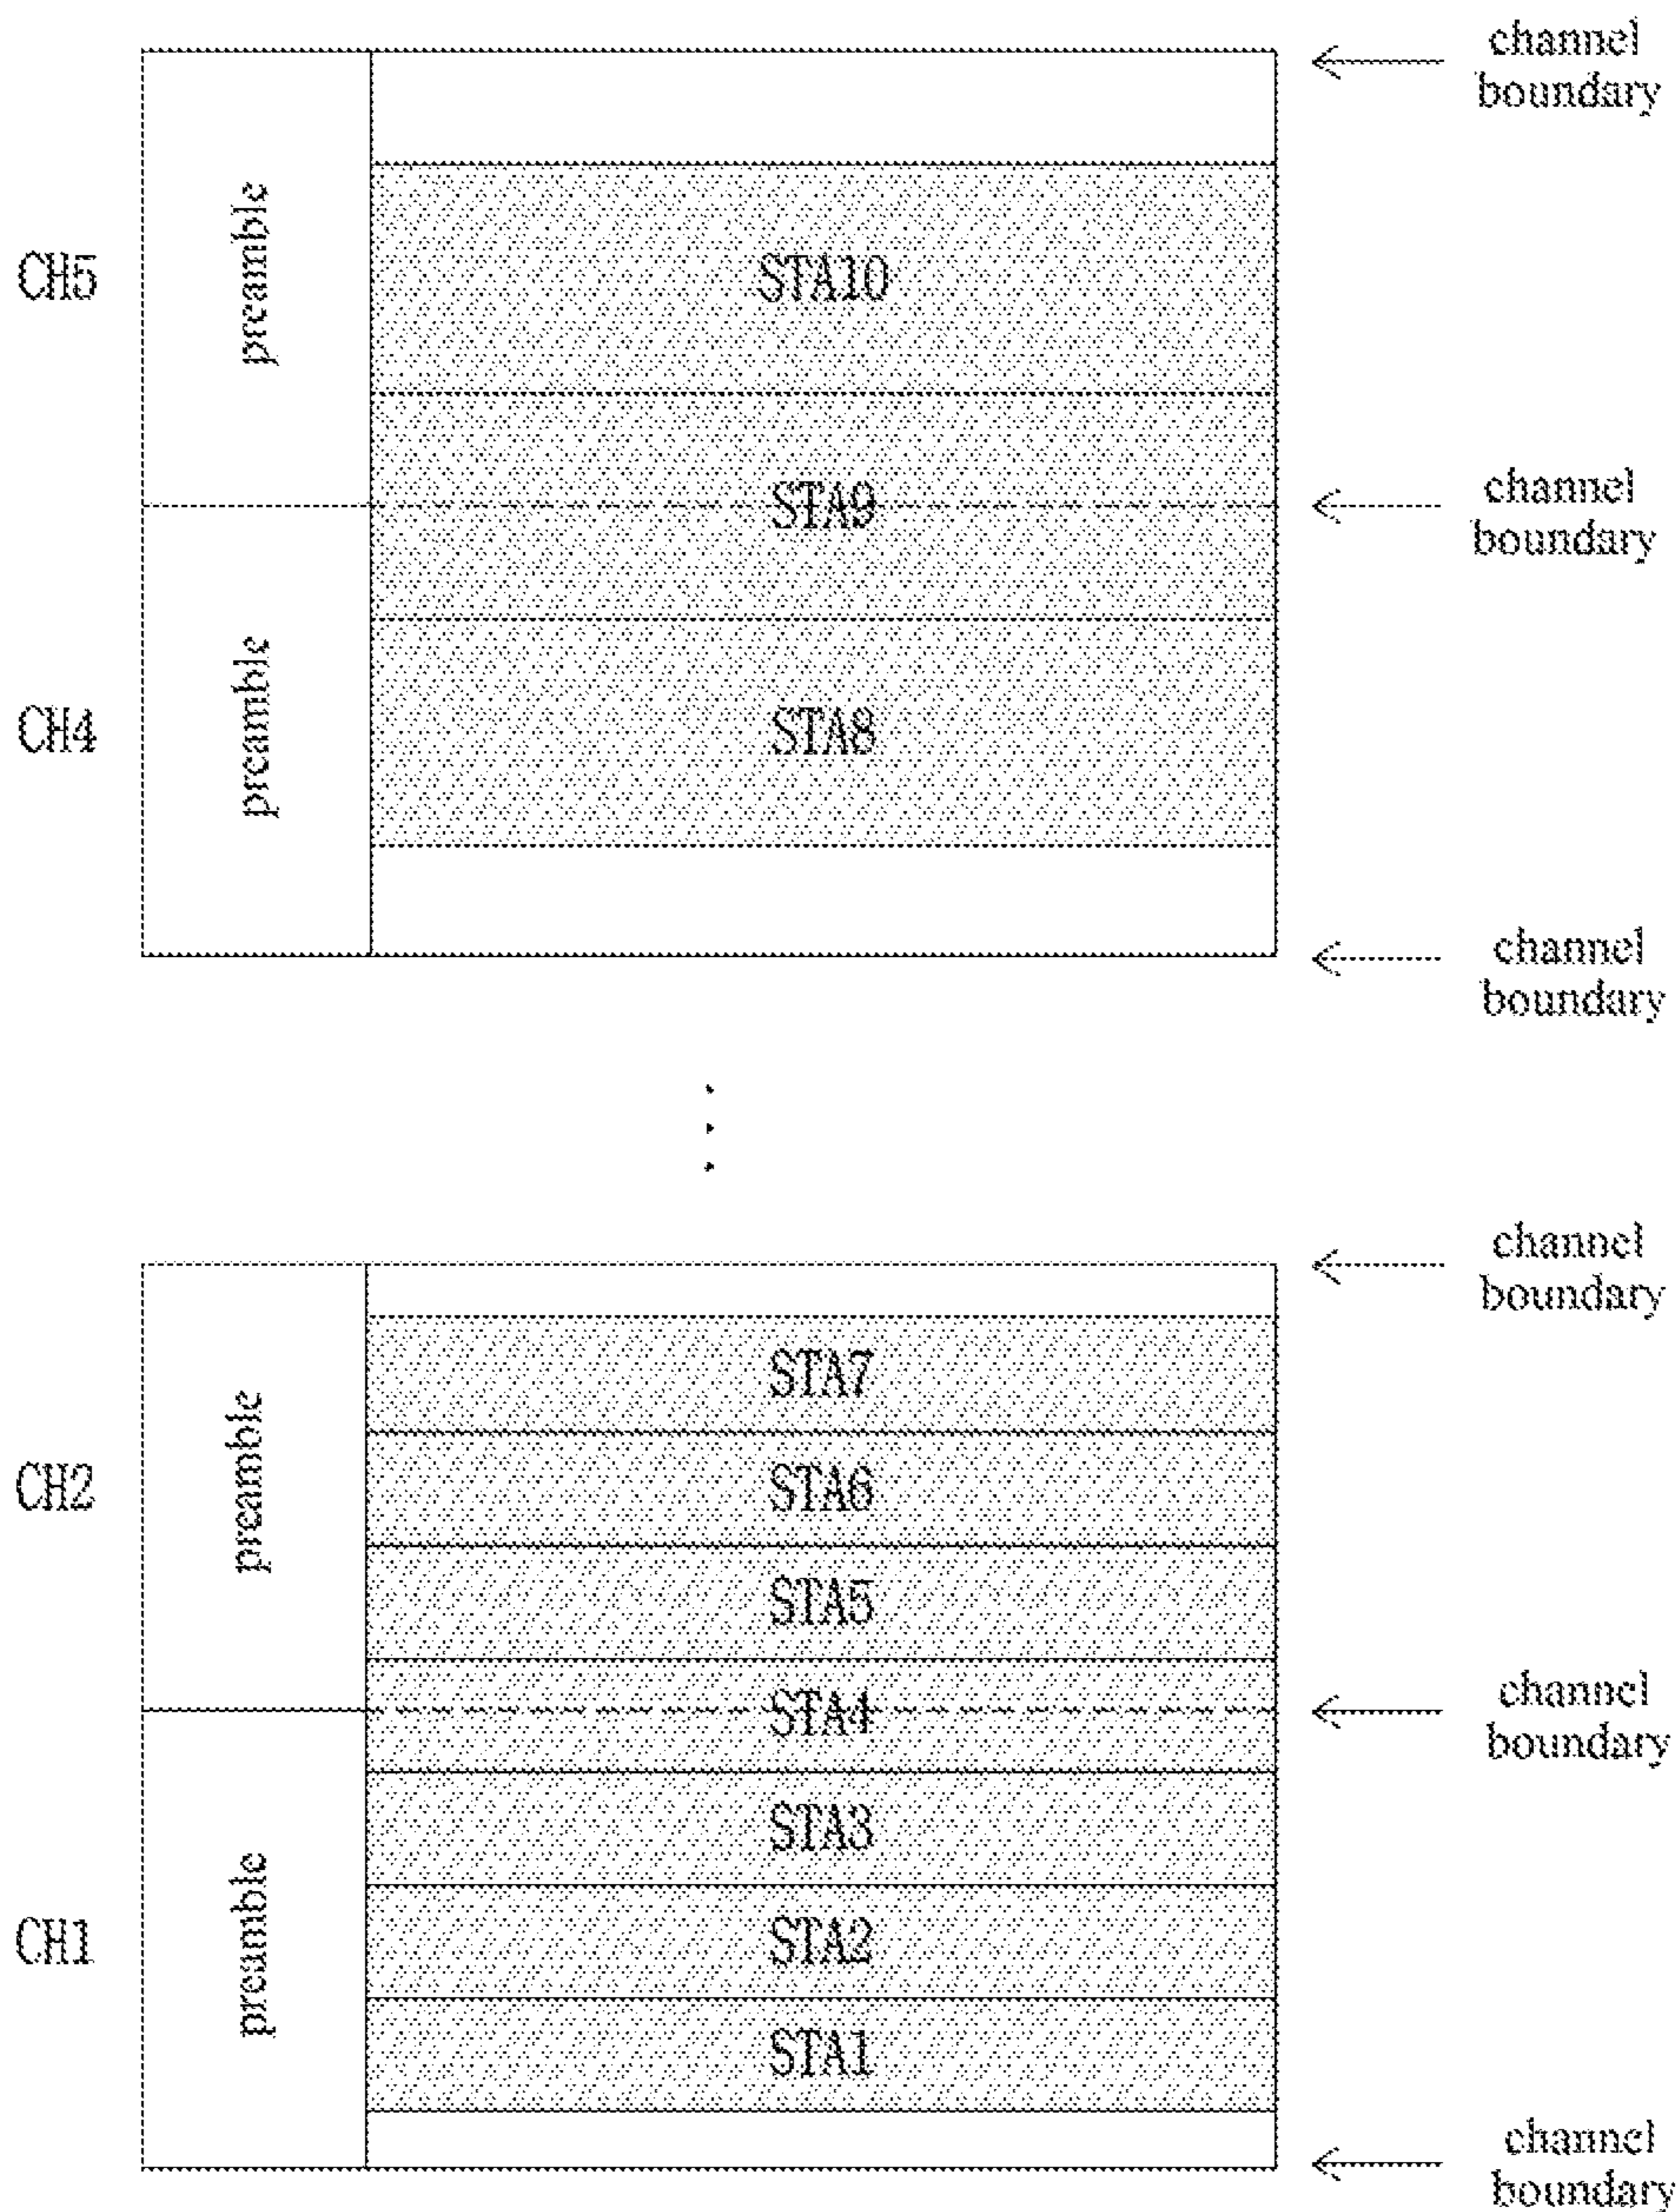 channel
boundary
CH5
preamble
STA10
STA9
channel
boundary
CH4
preamble
STA8
channel
boundary
channel
boundary
CH2
preamble
STA7
STA6
STA5
STA4
channel
boundary
CH1
preamble
STA3
STA2
STA1
channel
boundary